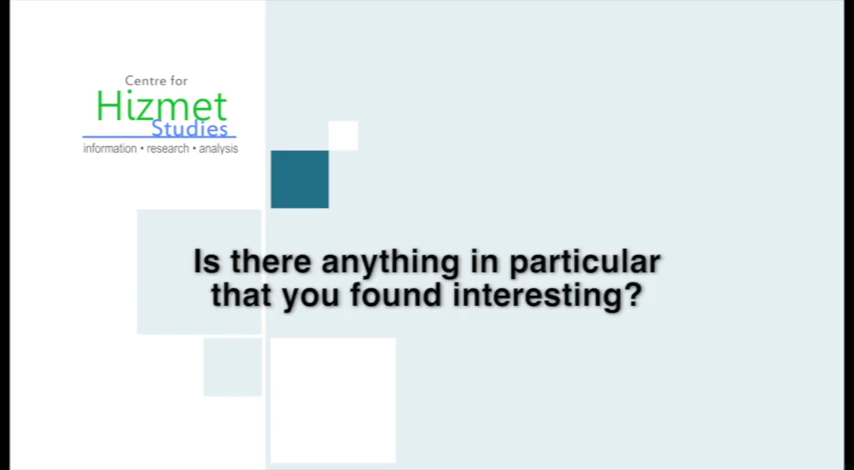 Centre for
Hizmet
Studies
information • research • analysis
Is there anything in particular
that you found interesting?